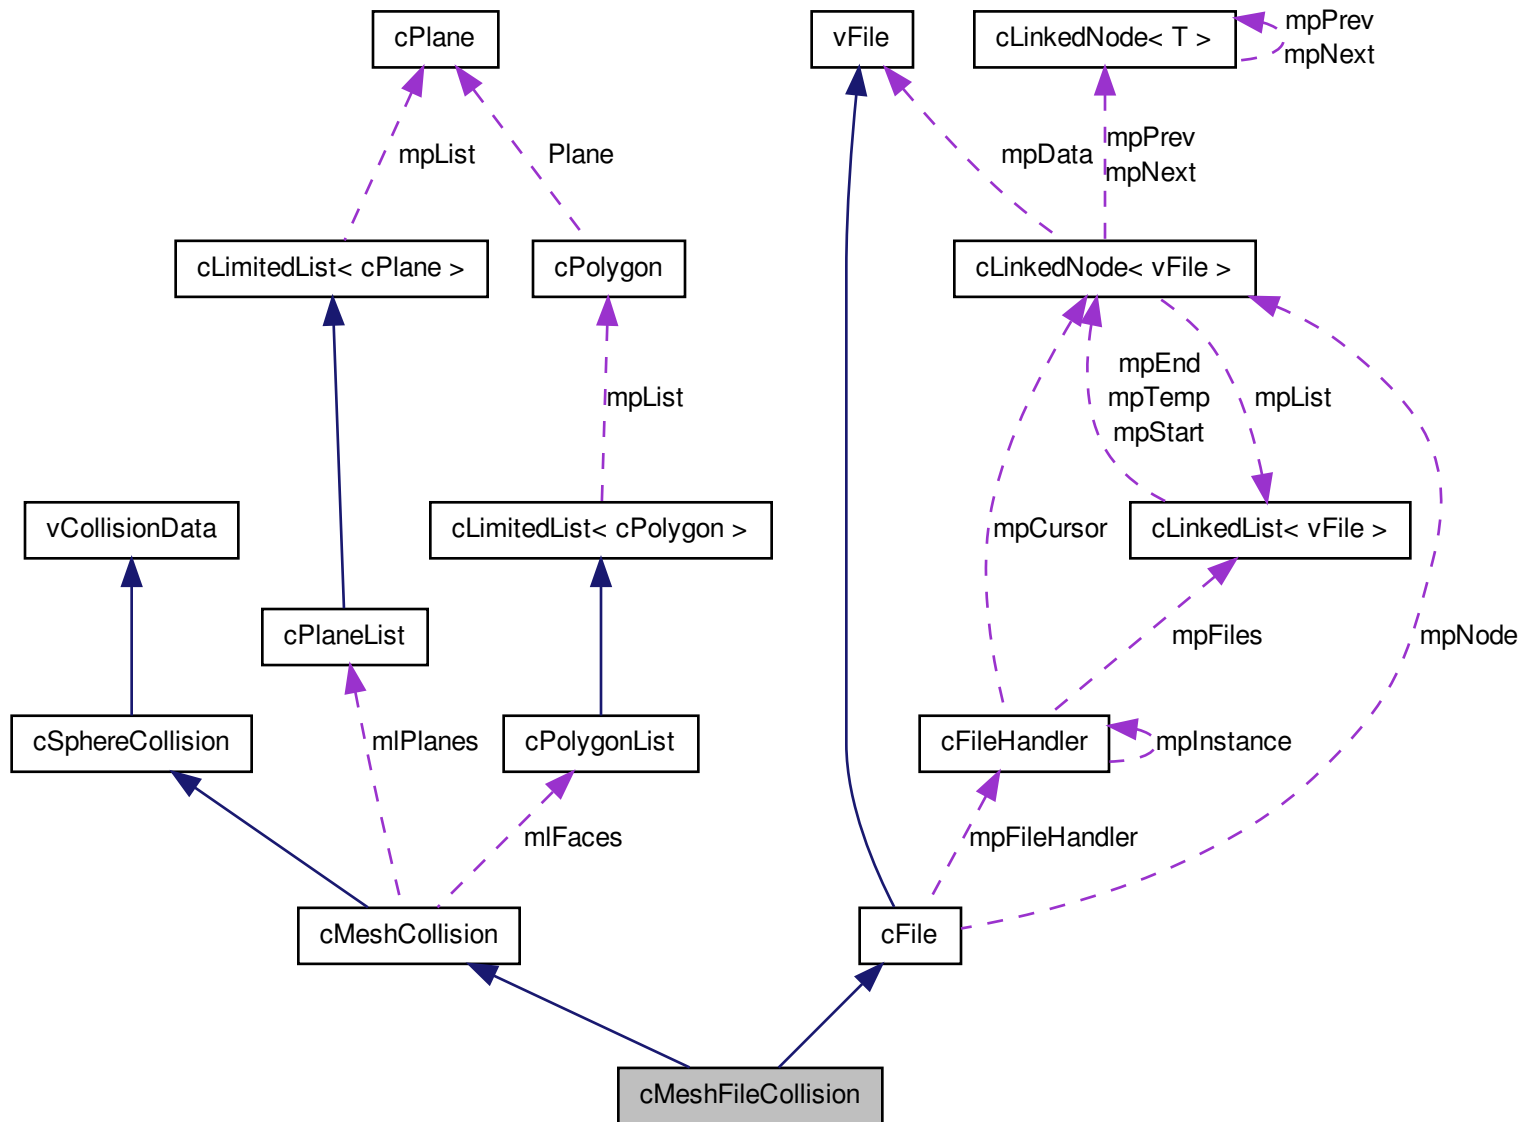 cPlane
vFile
cLinkedNode< T >
mpPrev
mpNext
mpList
Plane
mpData
mpPrev
mpNext
cLimitedList< cPlane >
cPolygon
cLinkedNode< vFile >
mpList
mpEnd
mpTemp
mpStart
mpList
vCollisionData
cLimitedList< cPolygon >
mpCursor
cLinkedList< vFile >
cPlaneList
mpFiles
mpNode
cSphereCollision
mlPlanes
cPolygonList
cFileHandler
mpInstance
mlFaces
mpFileHandler
cMeshCollision
cFile
cMeshFileCollision